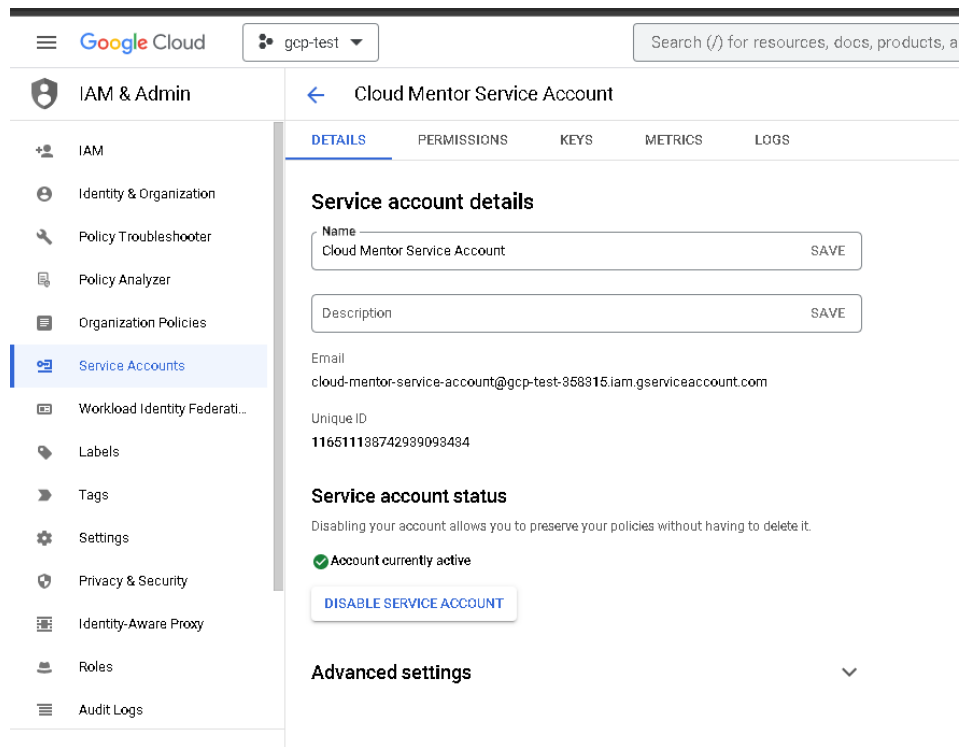 Google Cloud
gcp-test
Search (/) for resources, docs, products, a
IAM & Admin
IAM
Identity & Organization
Policy Troubleshooter
Policy Analyzer
Organization Policies
Service Accounts
Workload Identity Federati...
Labels
Tags
Settings
Privacy & Security
Identity-Aware Proxy
Roles
Audit Logs
Cloud Mentor Service Account
DETAILS PERMISSIONS KEYS METRICS LOGS
Service account details
Name
Cloud Mentor Service Account SAVE
Description SAVE
Email
cloud-mentor-service-account@gcp-test-358315.iam.gserviceaccount.com
Unique ID
116511138742939093434
Service account status
Disabling your account allows you to preserve your policies without having to delete it.
Account currently active
DISABLE SERVICE ACCOUNT
Advanced settings